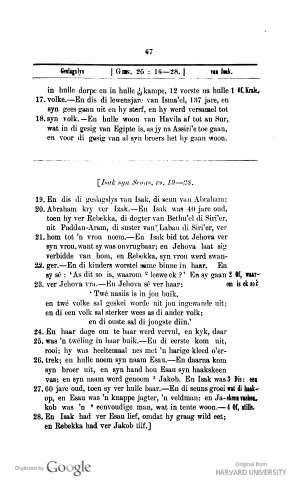 67
Geslagslys [GEN. 25 : 16—28.] van Isak.
in hulle dorpe en in hulle kampe, 12 vorste na hulle 1 Of. Krale.
17. volke.—En dis di lewensjare van Isma'el, 137 jare, en
syn gees gaan uit en hy sterf, en hy werd versamel tot
18. syn volk.—En hulle woon van Havila af tot an Sur,
wat in di gesig van Egipte is, as jy na Assiri'e toe gaan,
en voor di gesig van al syn broers het hy gaan woon.
[Isak syn Seuns, vs. 19—28.
19. En dis di geslagslys van Isak, di seun van Abraham:
20. Abraham kry ver Izak.—En Isak was 40 jare oud,
toen hy ver Rebekka, di dogter van Bethu'el di Siri'er,
uit Paddan-Aram, di suster van Laban di Siri'er, ver
21. hom tot 'n vrou neem.—En Isak bid tot Jehova ver
syn vrou, want sy was onvrugbaar; en Jehova laat sig
verbidde van hom, en Rebekka, syn vrou werd swan-
22. ger.—En di kinders worstel same binne in haar. En
sy sê: 'As dit so is, waarom 2 leweek?' En sy gaan 2 Of, waar-
23. ver Jehova vra.—En Jehova sê ver haar: om is ek so?
'Twé nasiis is in jou buik,
en twé volke sal geskei worde uit jou ingewande uit;
en di een volk sal sterker wees as di ander volk;
en di ouste sal di jongste diin.'
24. En haar dage om te baar werd vervul, en kyk, daar
25. was 'n twéling in haar buik.—En di eerste kom uit,
rooi; hy was heeltemaal nes met 'n harige kleed o'er-
26. trek; en hulle noem syn naam Esau.—En daarna kom
syn broer uit, en syn hand hou Esau syn haakskeen
vas; en syn naam werd genoem 3 Jakob. En Isak was 3 Dis: een
27. 60 jare oud, toen sy ver hulle baar.—En di seuns groei wat di haak-
op, en Esau was 'n knappe jagter, 'n veldman; en Ja- skeen vashou.
kob was 'n 4 eenvoudige man, wat in tente woon.— 4 Of, stille.
28. En Isak had ver Esau lief, omdat hy graag wild eet;
en Rebekka had ver Jakob liif.]
Digitized by Google
Original from
HARVARD UNIVERSITY